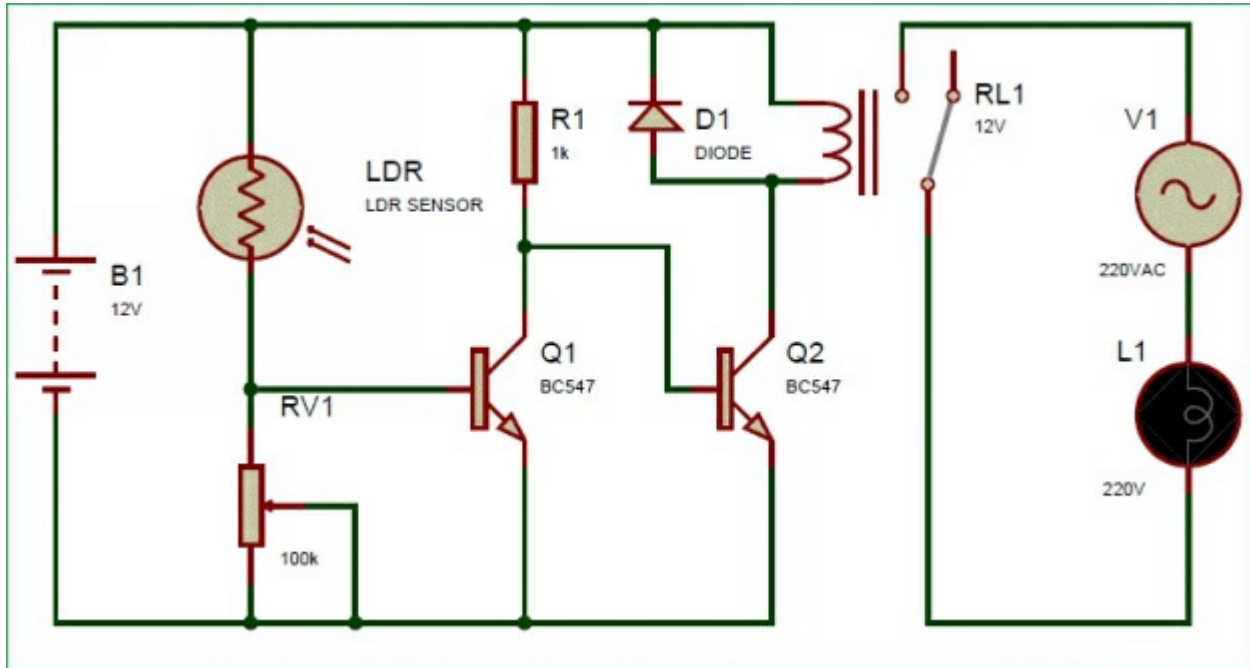 B1
12V
LDR
LDR SENSOR
RV1
100k
R1
1k
Q1
BC547
D1
DIODE
Q2
BC547
RL1
12V
V1
220VAC
L1
220V